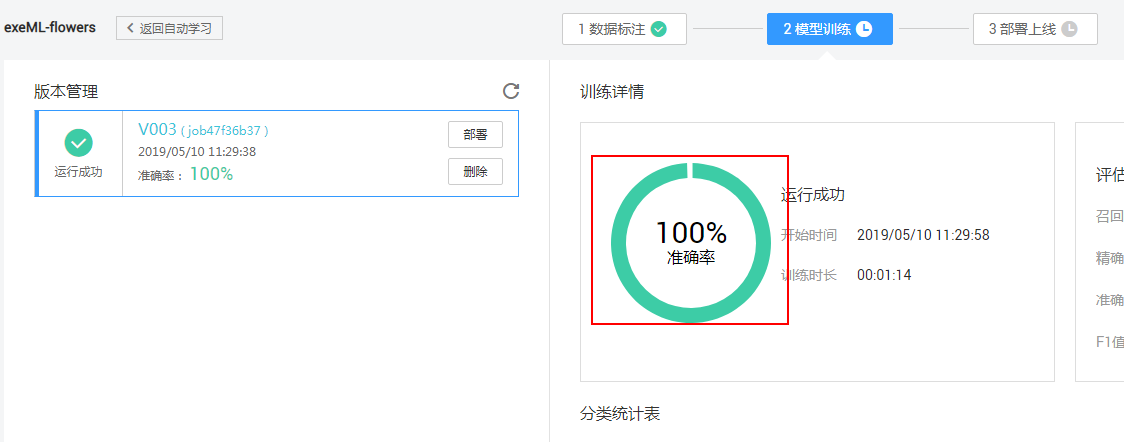 exeML-flowers
返回自动学习
1 数据标注
2 模型训练
3 部署上线
版本管理
运行成功
V003 ( job47f36b37 )
2019/05/10 11:29:38
准确率： 100%
部署
删除
训练详情
100%
准确率
运行成功
开始时间 2019/05/10 11:29:58
训练时长 00:01:14
评估
召回
精确
准确
F1值
分类统计表